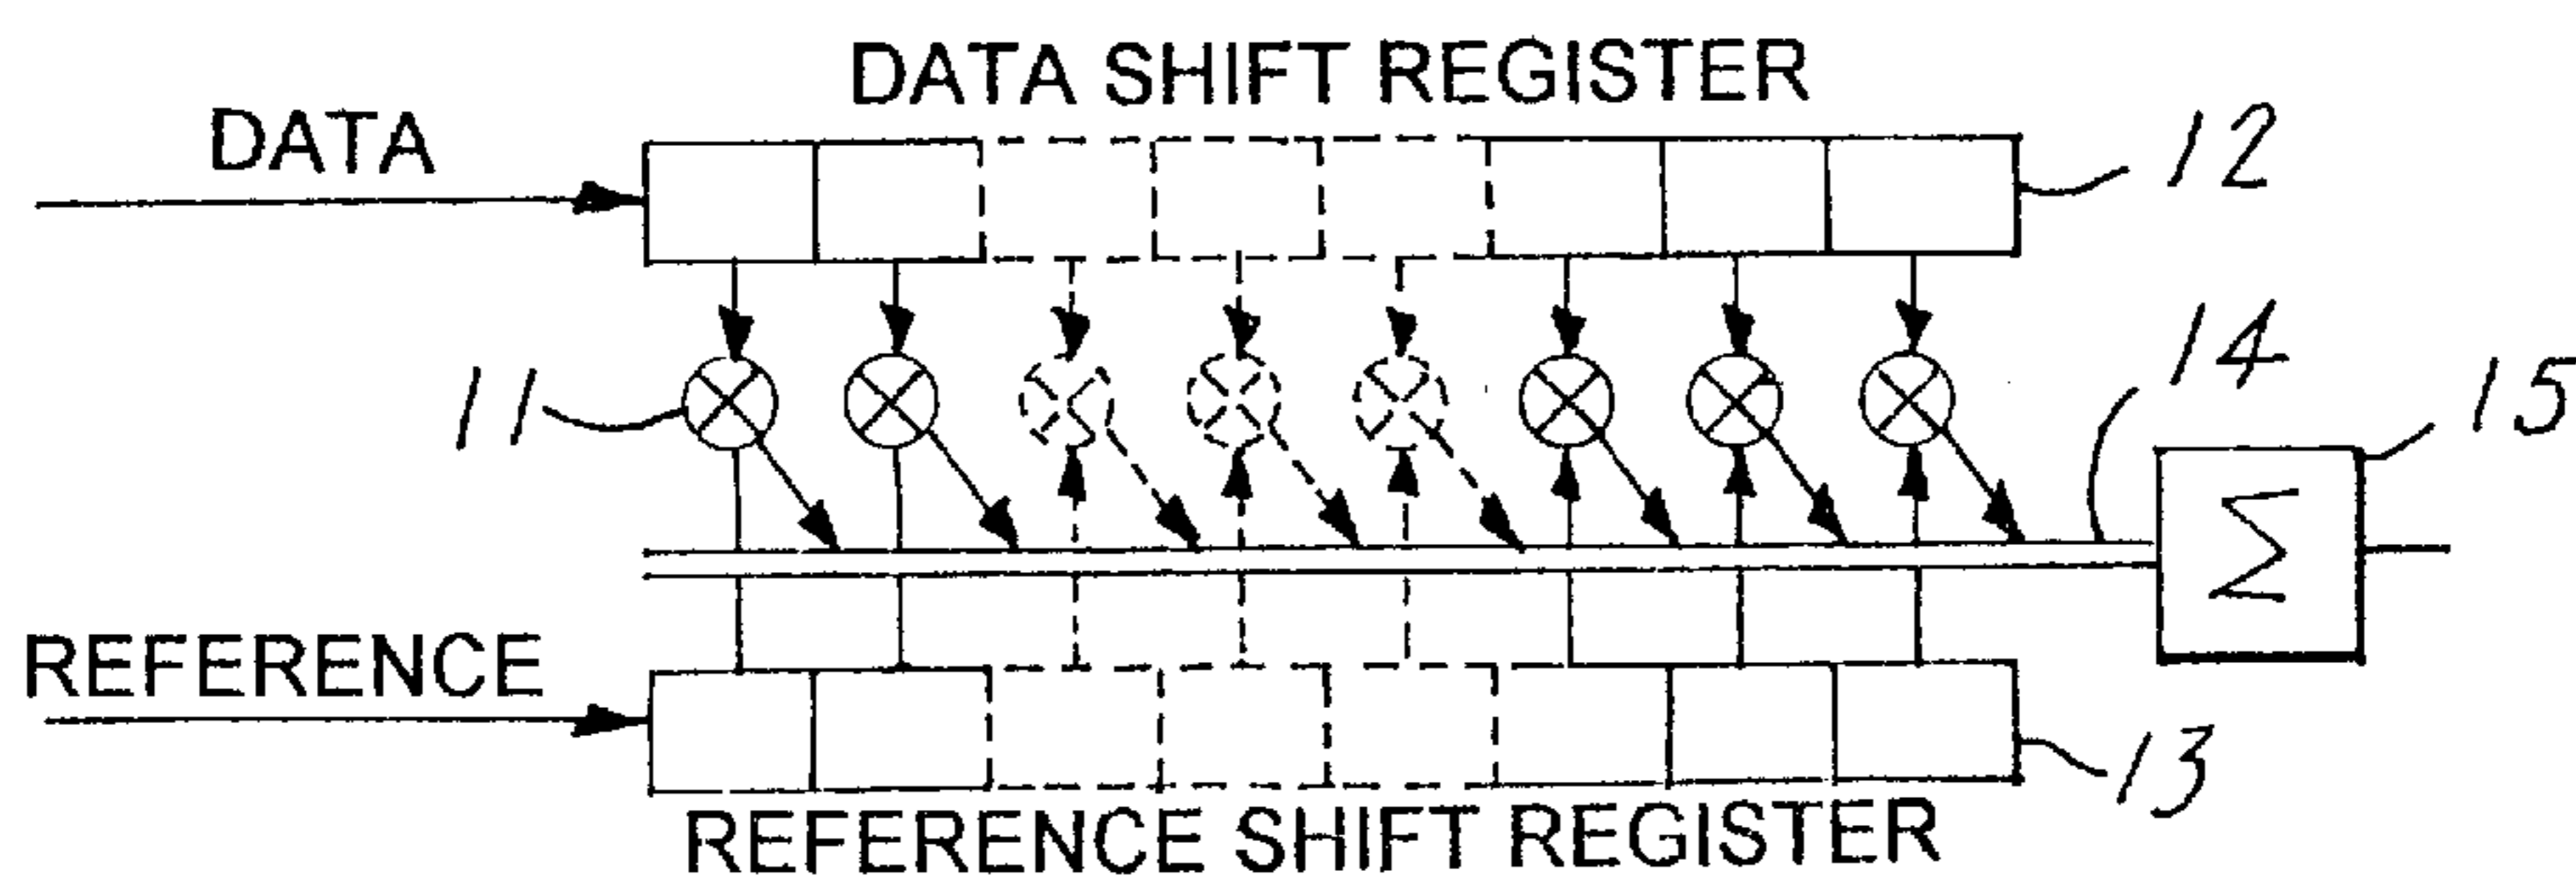 DATA SHIFT REGISTER
DATA
12
11
14
15
Σ
REFERENCE
13
REFERENCE SHIFT REGISTER